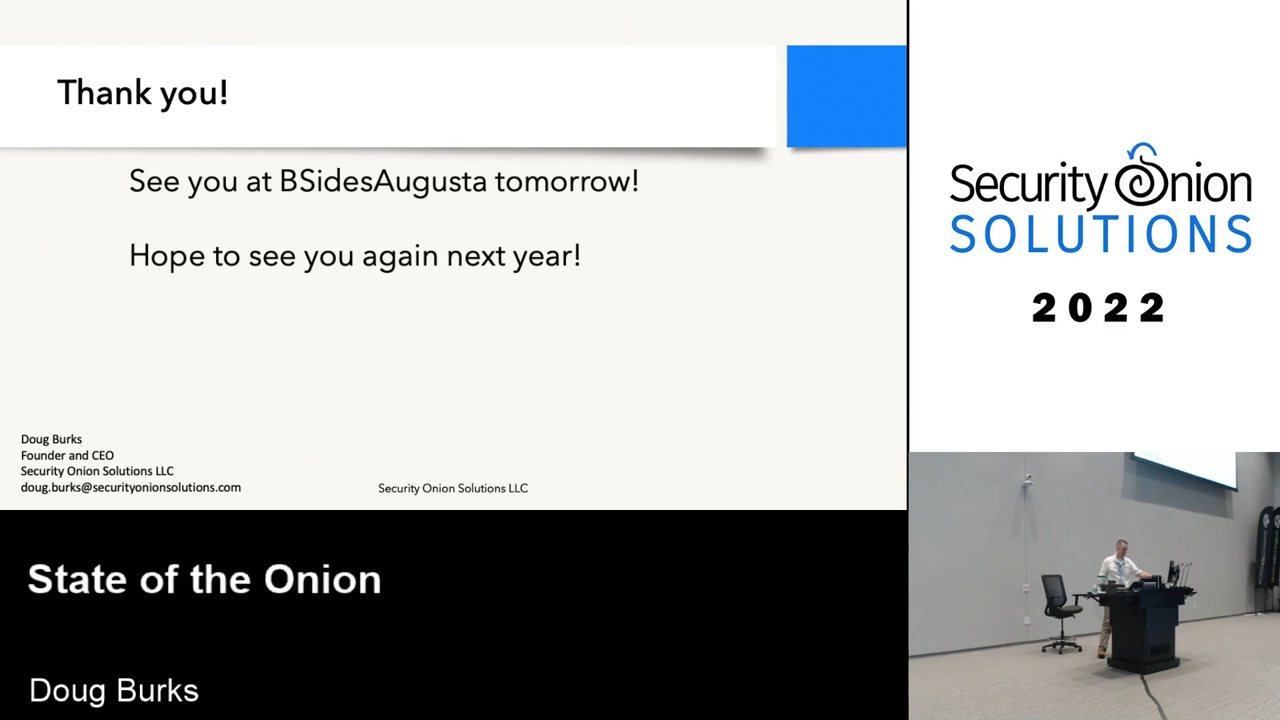 Thank you!
See you at BSidesAugusta tomorrow!
Hope to see you again next year!
Doug Burks
Founder and CEO
Security Onion Solutions LLC
doug.burks@securityonionsolutions.com
Security Onion Solutions LLC
State of the Onion
Doug Burks
Security Onion
SOLUTIONS
2022